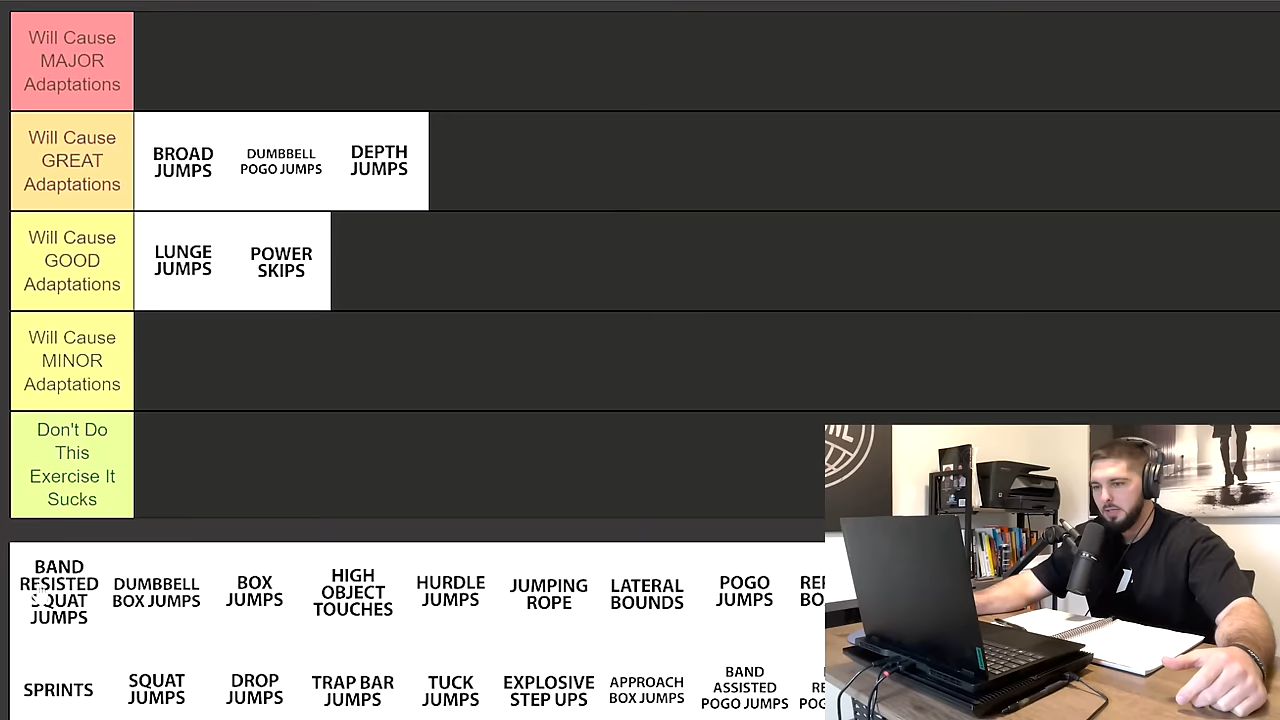 Will Cause
MAJOR
Adaptations
Will Cause
GREAT
Adaptations
BROAD
JUMPS
DUMBBELL
POGO JUMPS
DEPTH
JUMPS
Will Cause
GOOD
Adaptations
LUNGE
JUMPS
POWER
SKIPS
Will Cause
MINOR
Adaptations
Don't Do
This
Exercise It
Sucks
BAND
RESISTED
SQUAT
JUMPS
DUMBBELL
BOX JUMPS
BOX
JUMPS
HIGH
OBJECT
TOUCHES
HURDLE
JUMPS
JUMPING
ROPE
LATERAL
BOUNDS
POGO
JUMPS
SPRINTS
SQUAT
JUMPS
DROP
JUMPS
TRAP BAR
JUMPS
TUCK
JUMPS
EXPLOSIVE
STEP UPS
APPROACH
BOX JUMPS
BAND
ASSISTED
POGO JUMPS